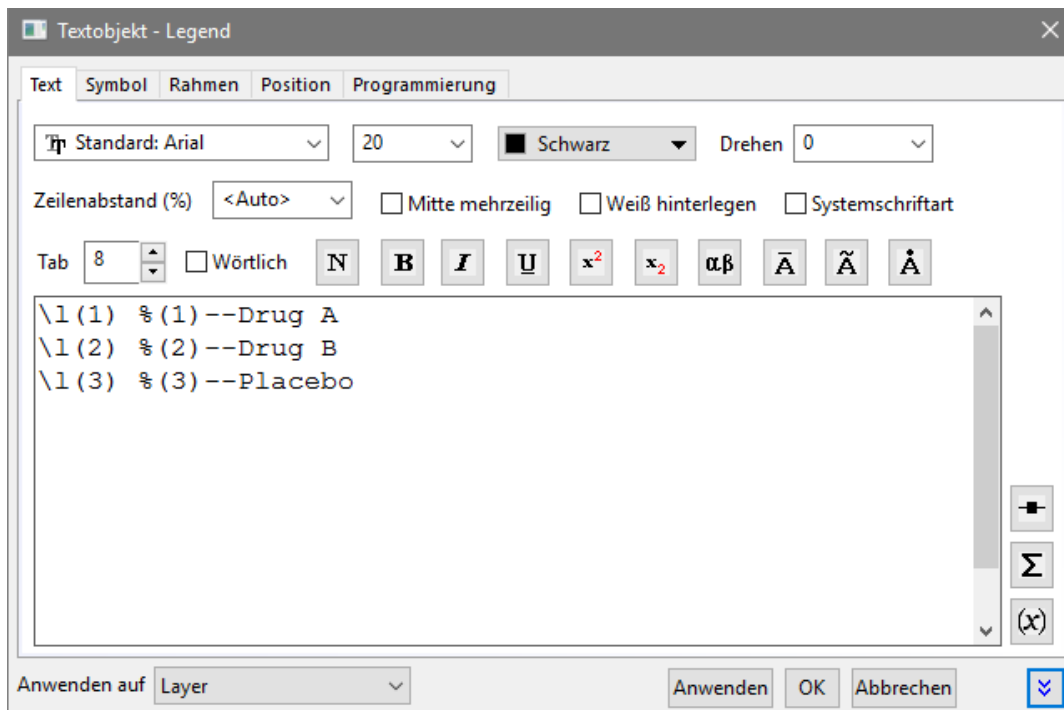 Textobjekt - Legend
Text Symbol Rahmen Position Programmierung
Standard: Arial 20 Schwarz Drehen 0
Zeilenabstand (%) <Auto> Mitte mehrzeilig Weiß hinterlegen Systemschriftart
Tab 8 Wörtlich N B I U x² x₂ αβ Ā Ã Å
\l(1) %(1)--Drug A
\l(2) %(2)--Drug B
\l(3) %(3)--Placebo
Σ
(x)
Anwenden auf Layer Anwenden OK Abbrechen